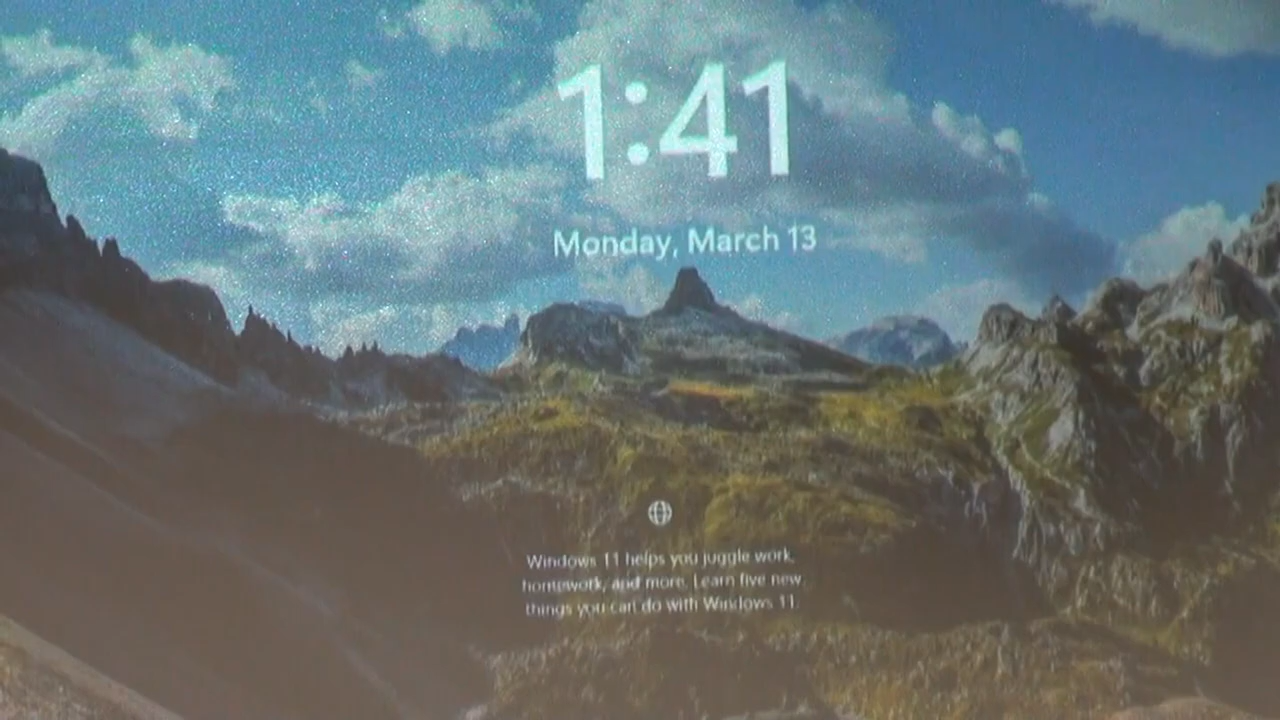 1:41
Monday, March 13
Windows 11 helps you juggle work,
homework, and more. Learn five new
things you can do with Windows 11.